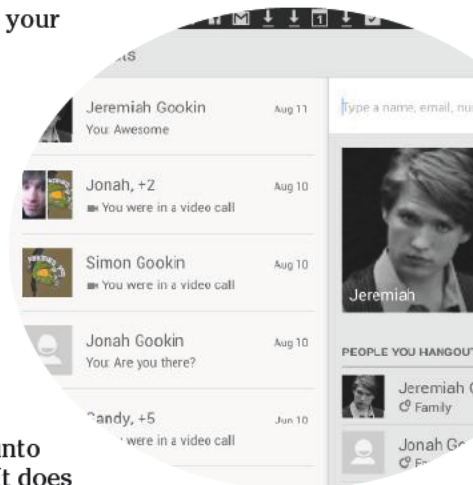 your
Jeremiah Gookin Aug 11
You: Awesome
Jonah, +2 Aug 10
You were in a video call
Simon Gookin Aug 10
You were in a video call
Jonah Gookin Aug 10
You: Are you there?
Jun 10
were in a video call
Type a name, email,
Jeremiah
PEOPLE YOU HANGOUT
Jeremiah
Family
Jonah
does